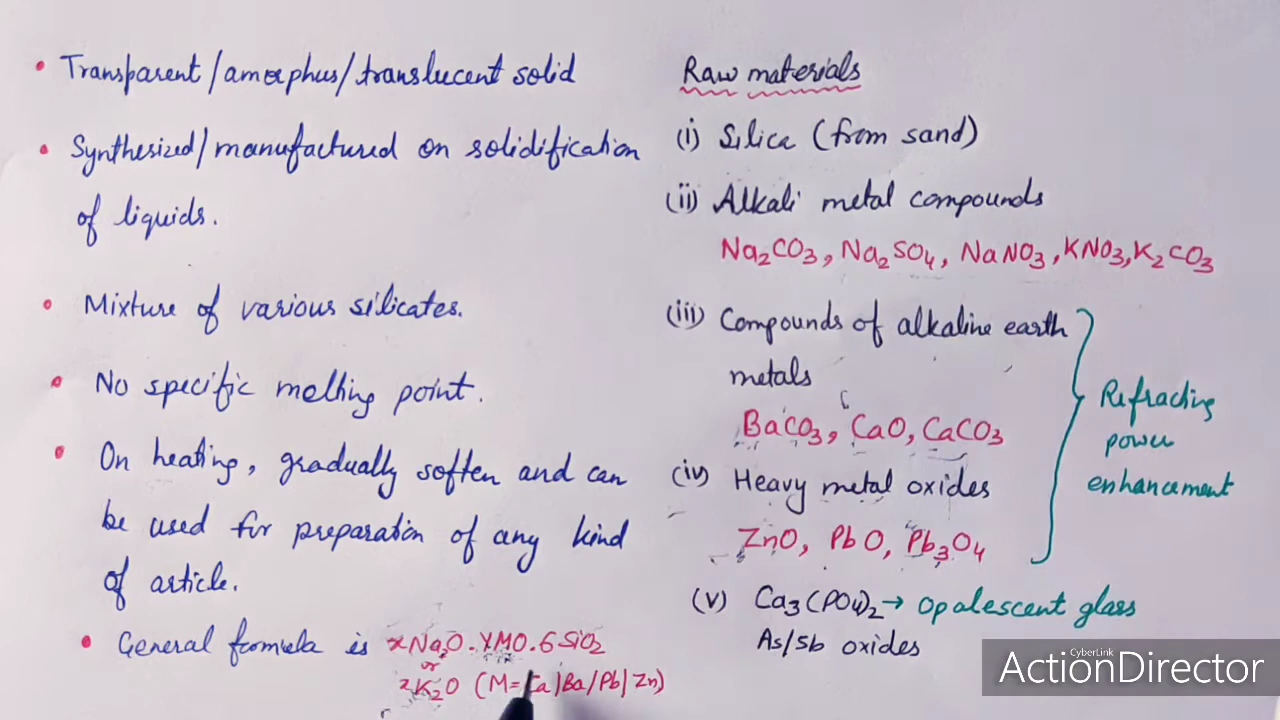 • Transparent/amorphus/translucent solid
• Synthesized/manufactured on solidification
of liquids.
• Mixture of various silicates.
• No specific melting point.
• On heating, gradually soften and can
be used for preparation of any kind
of article.
• General formula is xNa₂O.YMO.6SiO₂
or
zK₂O (M=Ca/Ba/Pb/Zn)
Raw materials
(i) Silica (from sand)
(ii) Alkali metal compounds
Na₂CO₃, Na₂SO₄, NaNO₃, KNO₃, K₂CO₃
(iii) Compounds of alkaline earth
metals
BaCO₃, CaO, CaCO₃
(iv) Heavy metal oxides
ZnO, PbO, Pb₃O₄
Refracting
power
enhancement
(v) Ca₃(PO₄)₂ → Opalescent glass
As/Sb oxides
CyberLink
ActionDirector